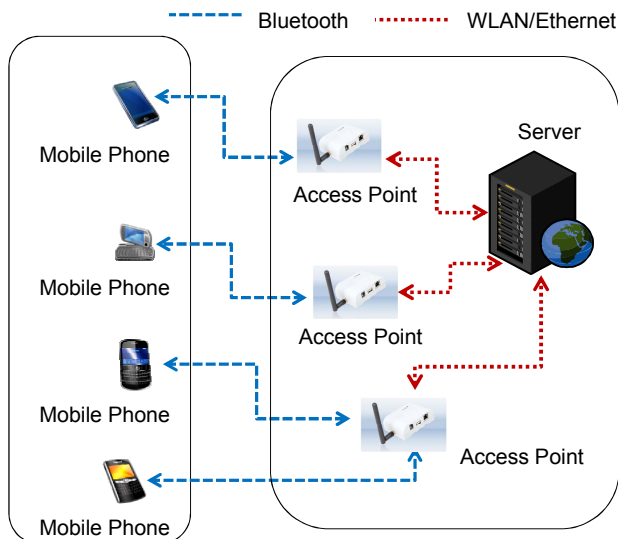 Bluetooth
WLAN/Ethernet
Mobile Phone
Access Point
Server
Mobile Phone
Access Point
Mobile Phone
Access Point
Mobile Phone